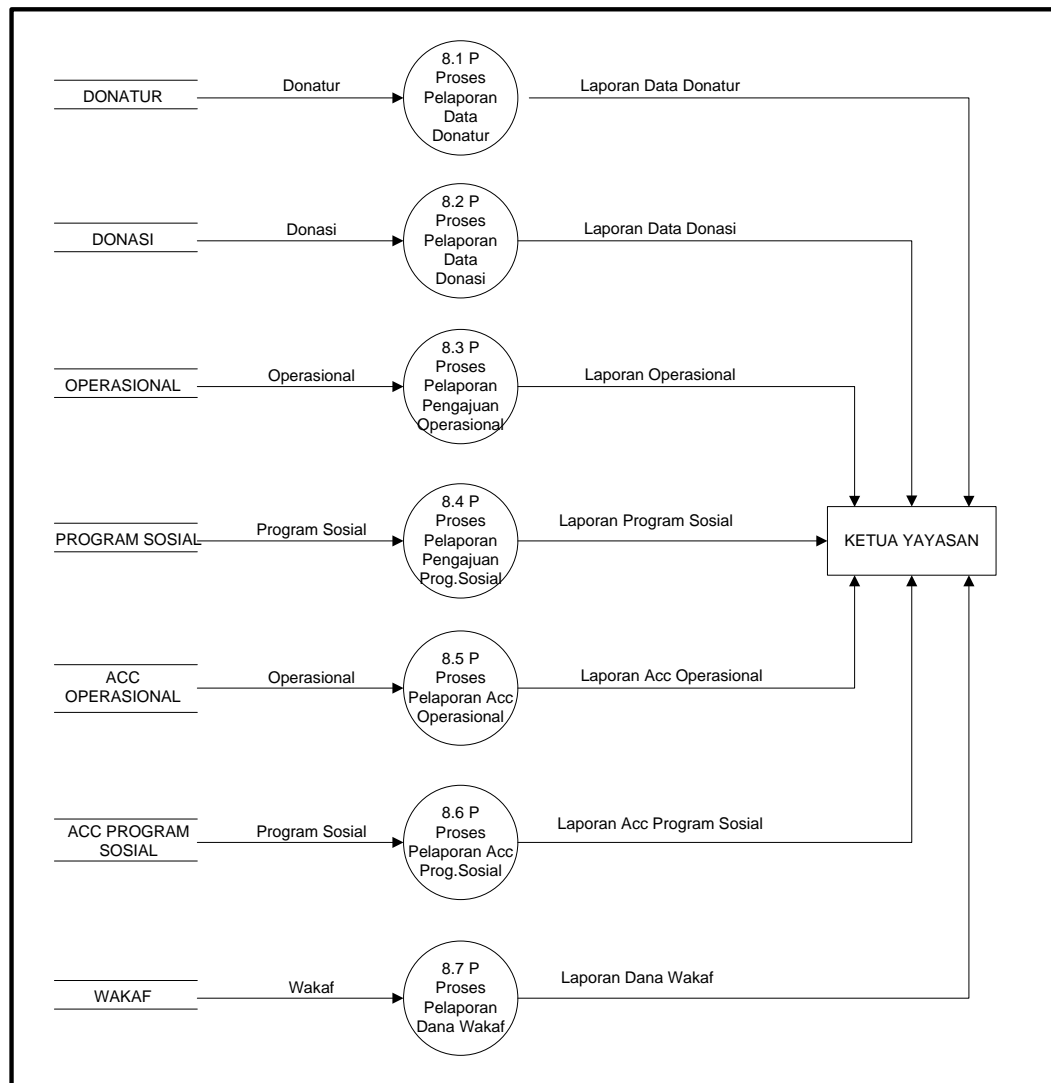 DONATUR
Donatur
8.1 P
Proses
Pelaporan
Data
Donatur
Laporan Data Donatur
DONASI
Donasi
8.2 P
Proses
Pelaporan
Data
Donasi
Laporan Data Donasi
OPERASIONAL
Operasional
8.3 P
Proses
Pelaporan
Pengajuan
Operasional
Laporan Operasional
PROGRAM SOSIAL
Program Sosial
8.4 P
Proses
Pelaporan
Pengajuan
Prog.Sosial
Laporan Program Sosial
KETUA YAYASAN
ACC
OPERASIONAL
Operasional
8.5 P
Proses
Pelaporan Acc
Operasional
Laporan Acc Operasional
ACC PROGRAM
SOSIAL
Program Sosial
8.6 P
Proses
Pelaporan Acc
Prog.Sosial
Laporan Acc Program Sosial
WAKAF
Wakaf
8.7 P
Proses
Pelaporan
Dana Wakaf
Laporan Dana Wakaf